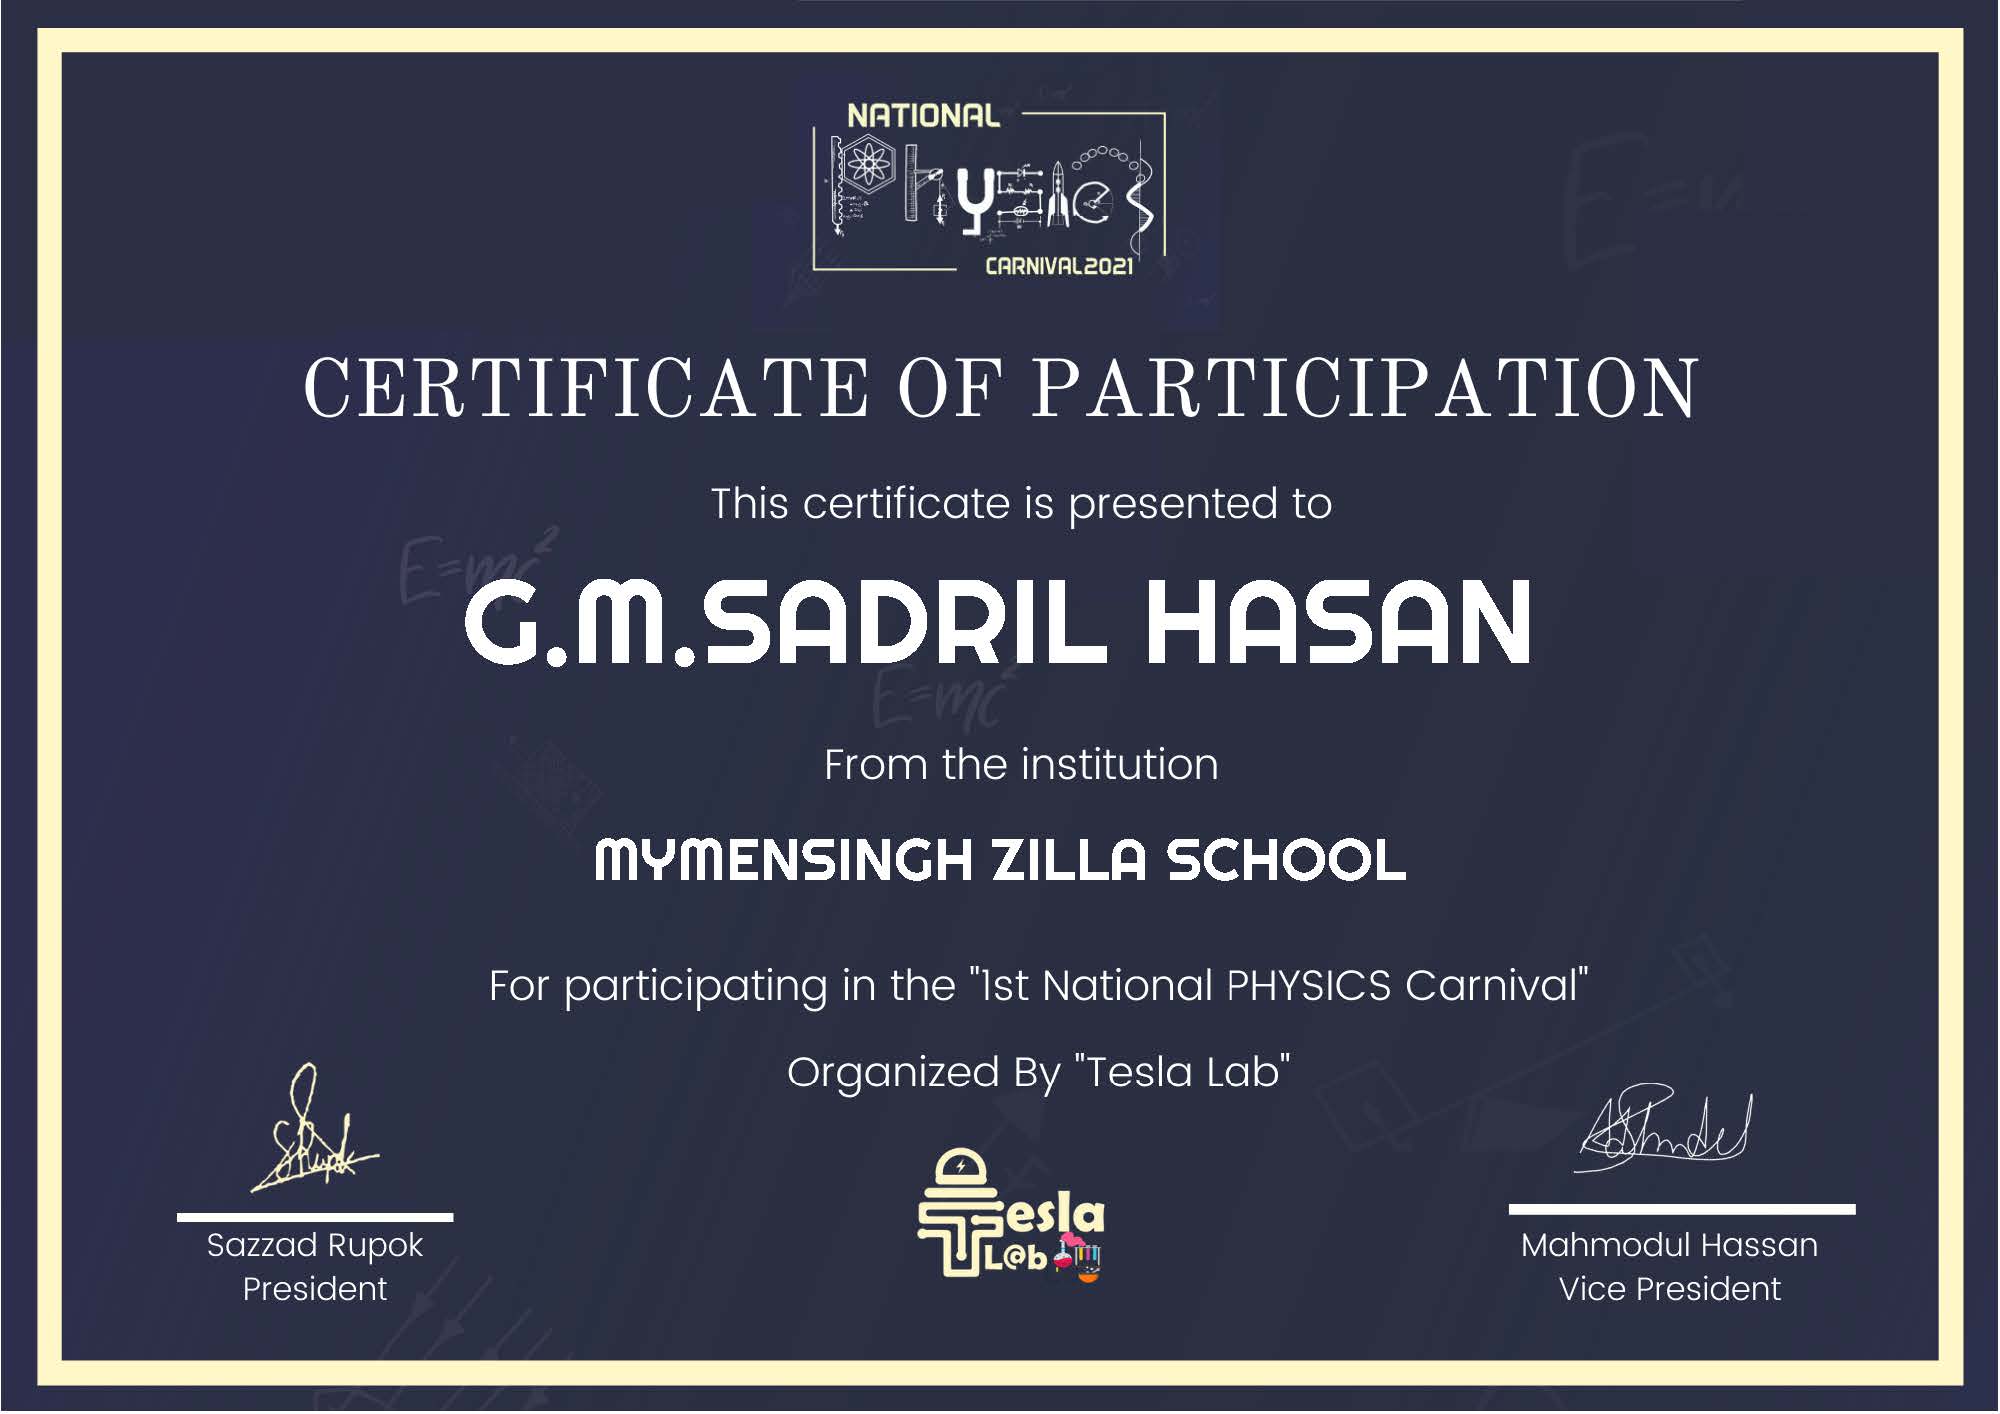 NATIONAL
Physics
CARNIVAL2021
CERTIFICATE OF PARTICIPATION
This certificate is presented to
E=mc²
G.M.SADRIL HASAN
E=mc²
From the institution
MYMENSINGH ZILLA SCHOOL
For participating in the "1st National PHYSICS Carnival"
Organized By "Tesla Lab"
Tesla
L@b
Sazzad Rupok
President
Mahmodul Hassan
Vice President